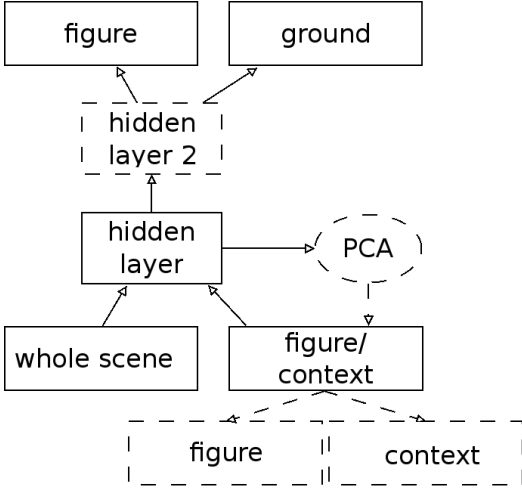 figure
ground
hidden
layer 2
hidden
layer
PCA
whole scene
figure/
context
figure
context